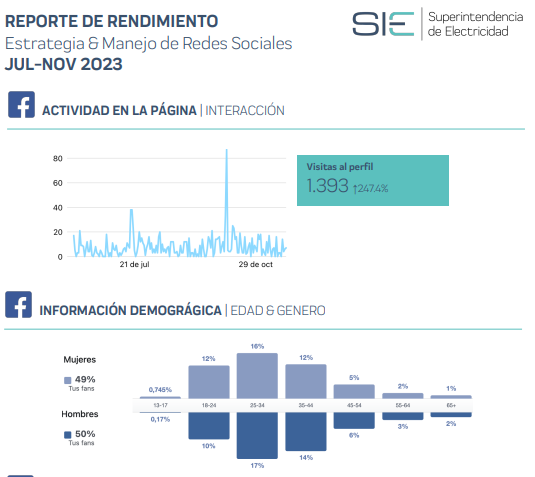 REPORTE DE RENDIMIENTO
Estrategia & Manejo de Redes Sociales
JUL-NOV 2023
SIE
Superintendencia
de Electricidad
ACTIVIDAD EN LA PÁGINA | INTERACCIÓN
80
60
40
20
0
21 de jul
29 de oct
Visitas al perfil
1.393 ↑247.4%
INFORMACIÓN DEMOGRÁGICA | EDAD & GENERO
Mujeres
49%
Tus fans
Hombres
50%
Tus fans
0,745% 12% 16% 12% 5% 2% 1%
13-17 18-24 25-34 35-44 45-54 55-64 65+
0,17% 10% 17% 14% 6% 3% 2%